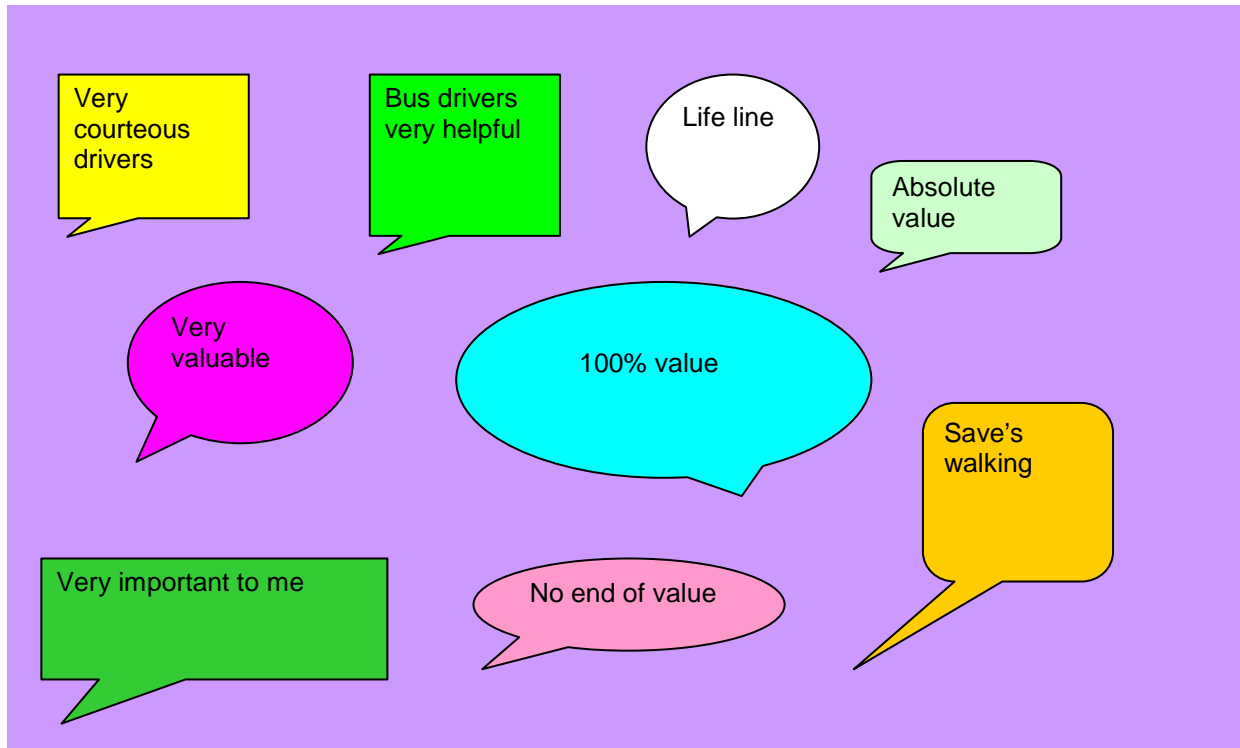 Very
courteous
drivers
Bus drivers
very helpful
Life line
Absolute
value
Very
valuable
100% value
Save’s
walking
Very important to me
No end of value